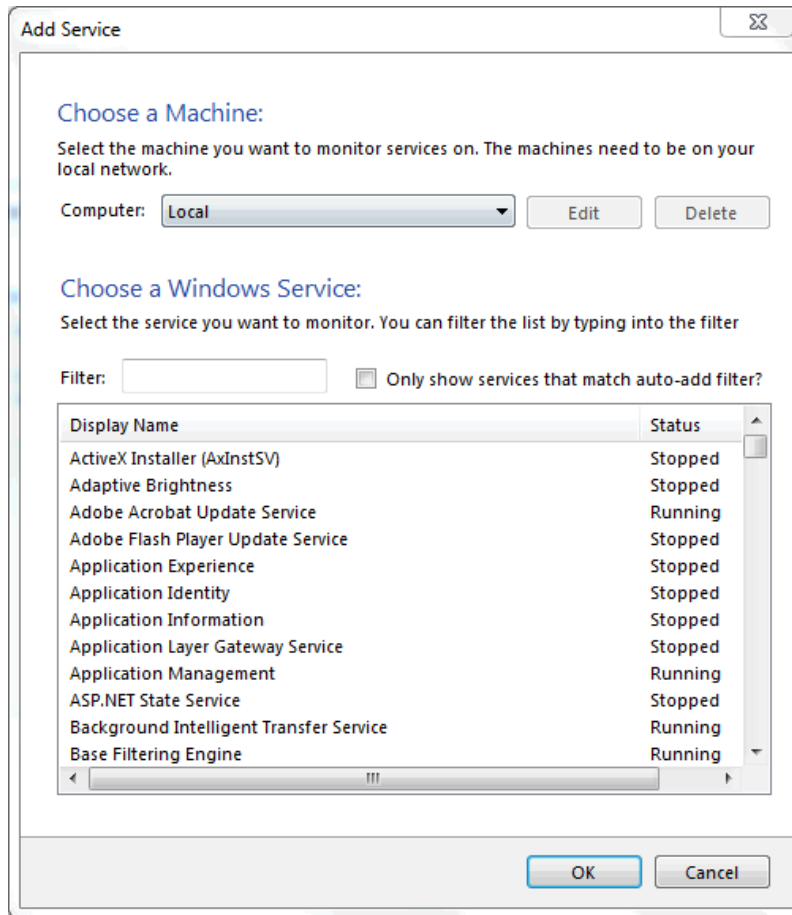 Add Service
Choose a Machine:
Select the machine you want to monitor services on. The machines need to be on your
local network.
Computer: Local Edit Delete
Choose a Windows Service:
Select the service you want to monitor. You can filter the list by typing into the filter
Filter: Only show services that match auto-add filter?
Display Name Status
ActiveX Installer (AxInstSV) Stopped
Adaptive Brightness Stopped
Adobe Acrobat Update Service Running
Adobe Flash Player Update Service Stopped
Application Experience Stopped
Application Identity Stopped
Application Information Stopped
Application Layer Gateway Service Stopped
Application Management Running
ASP.NET State Service Stopped
Background Intelligent Transfer Service Running
Base Filtering Engine Running
OK Cancel